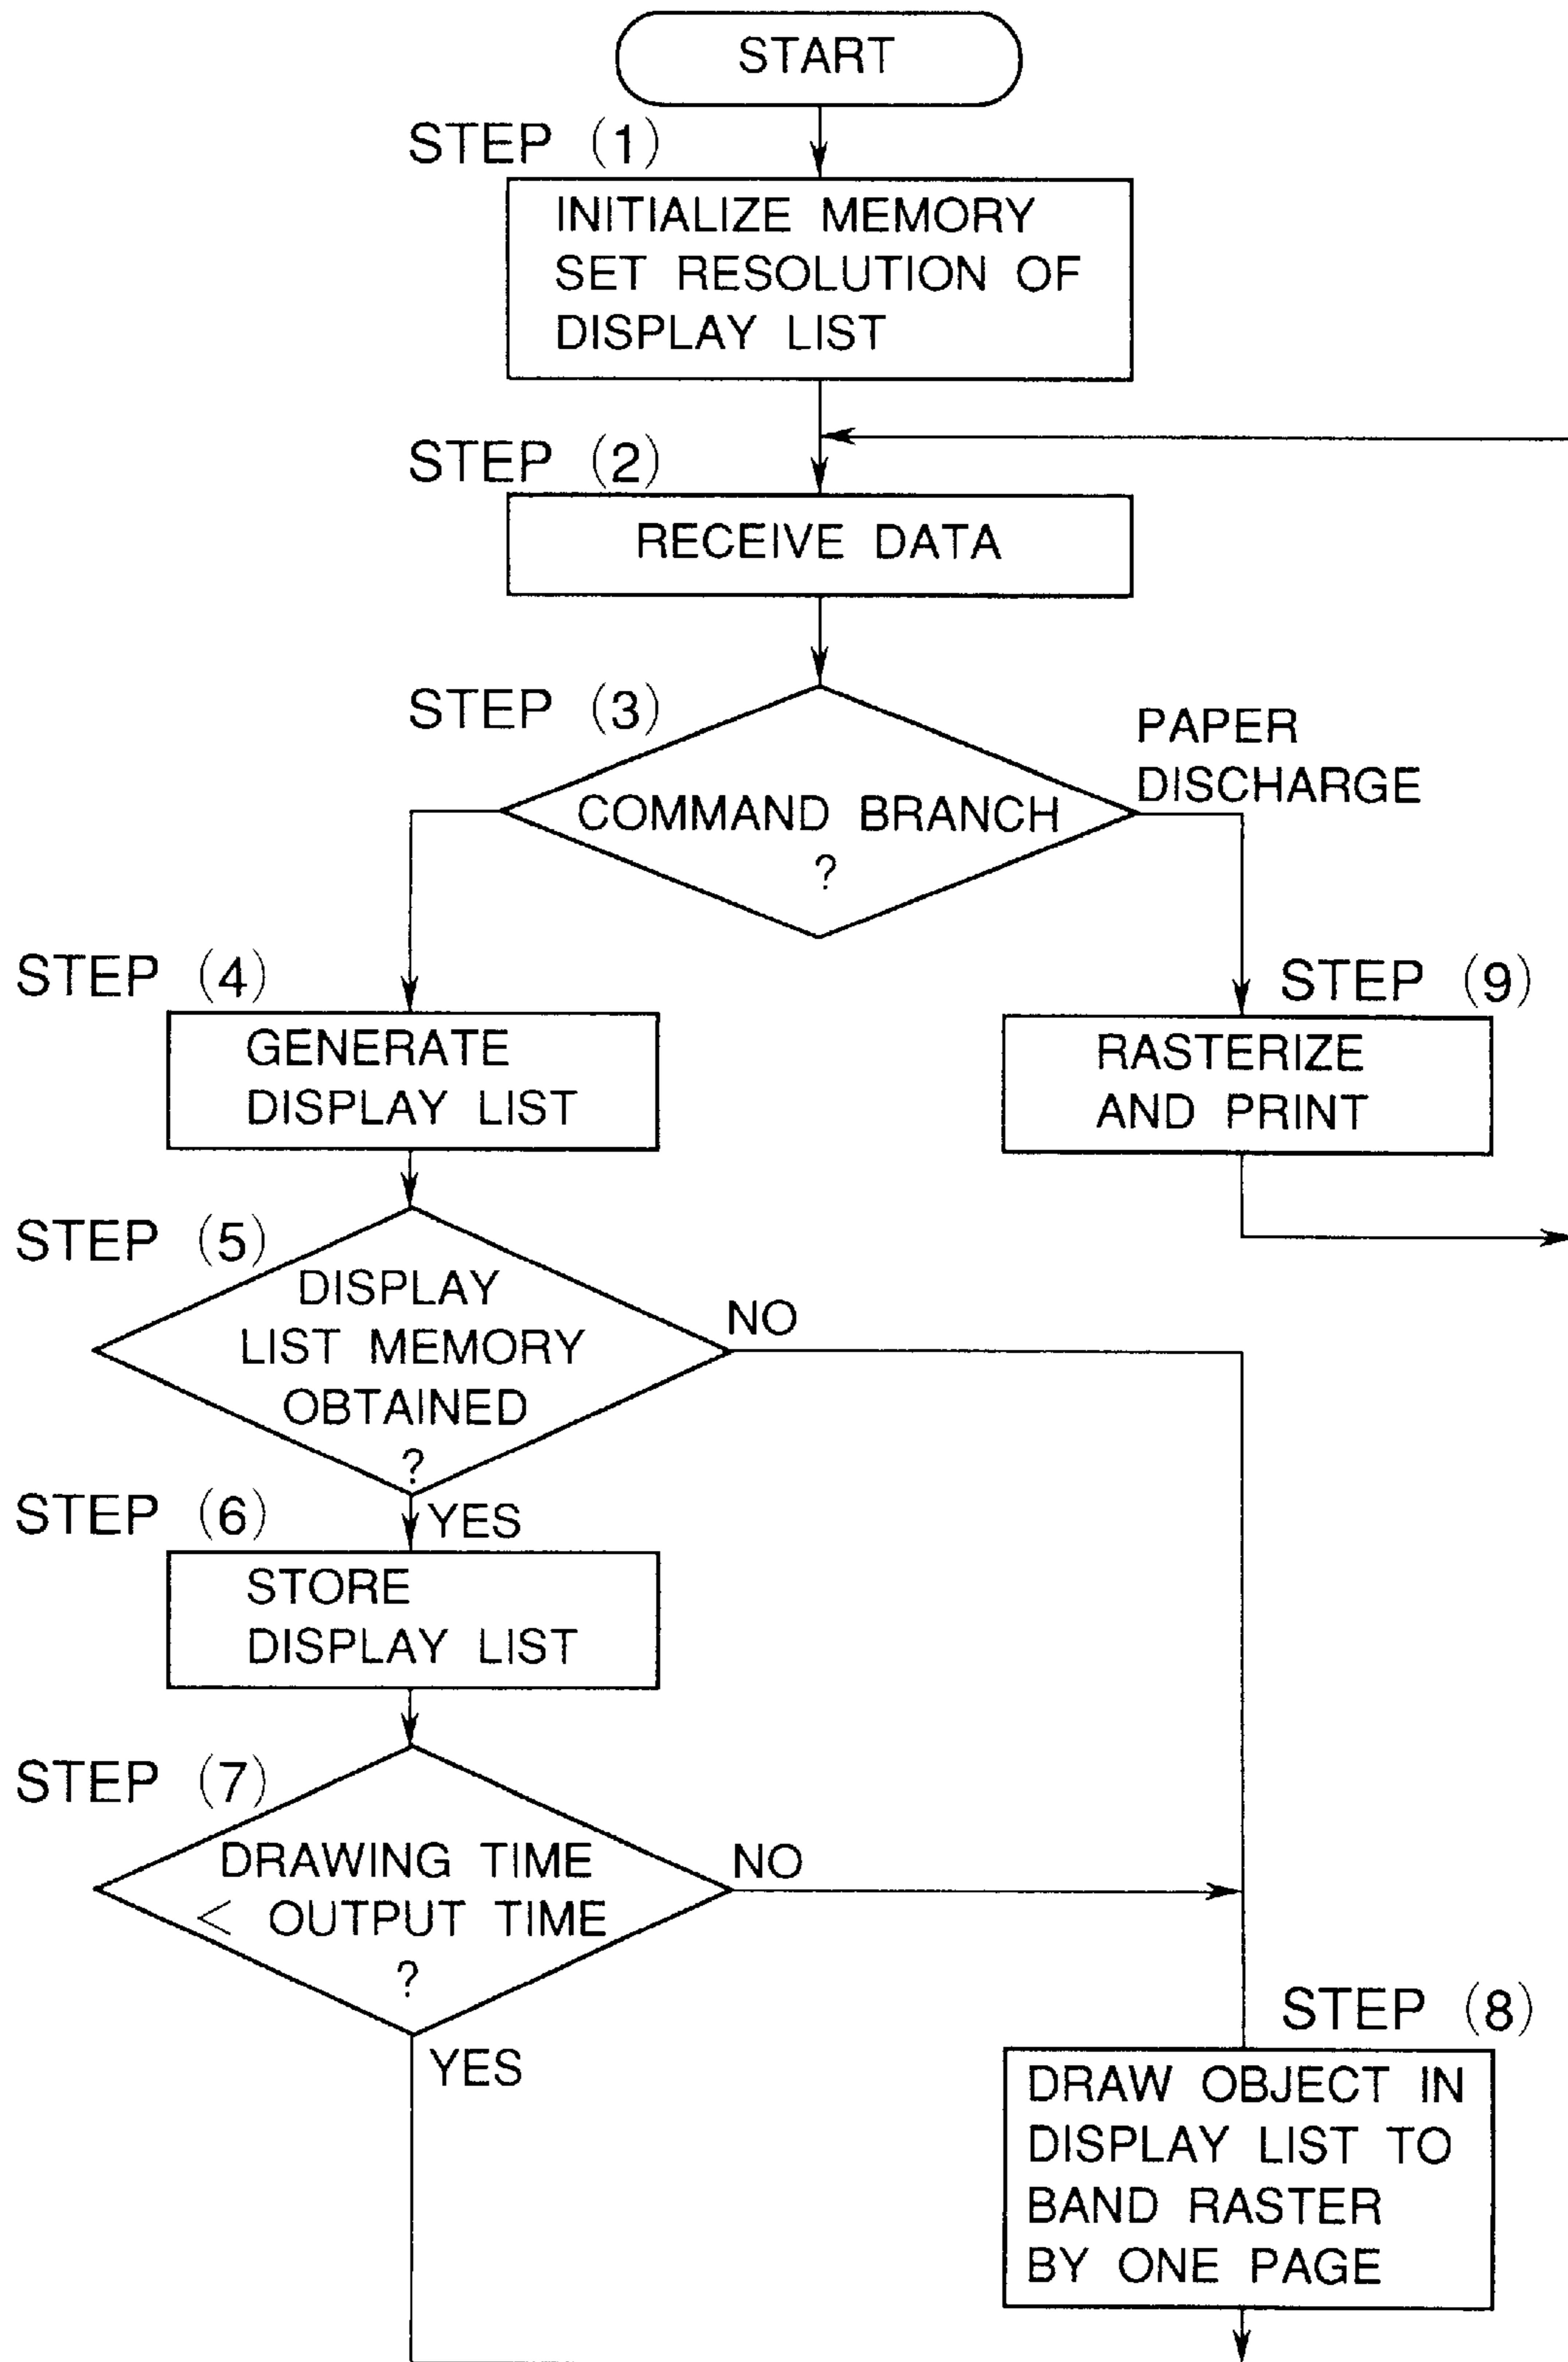 START
STEP (1)
INITIALIZE MEMORY
SET RESOLUTION OF
DISPLAY LIST
STEP (2)
RECEIVE DATA
STEP (3)
COMMAND BRANCH
?
PAPER
DISCHARGE
STEP (4)
GENERATE
DISPLAY LIST
STEP (9)
RASTERIZE
AND PRINT
STEP (5)
DISPLAY
LIST MEMORY
OBTAINED
?
NO
YES
STEP (6)
STORE
DISPLAY LIST
STEP (7)
DRAWING TIME
< OUTPUT TIME
?
NO
YES
STEP (8)
DRAW OBJECT IN
DISPLAY LIST TO
BAND RASTER
BY ONE PAGE